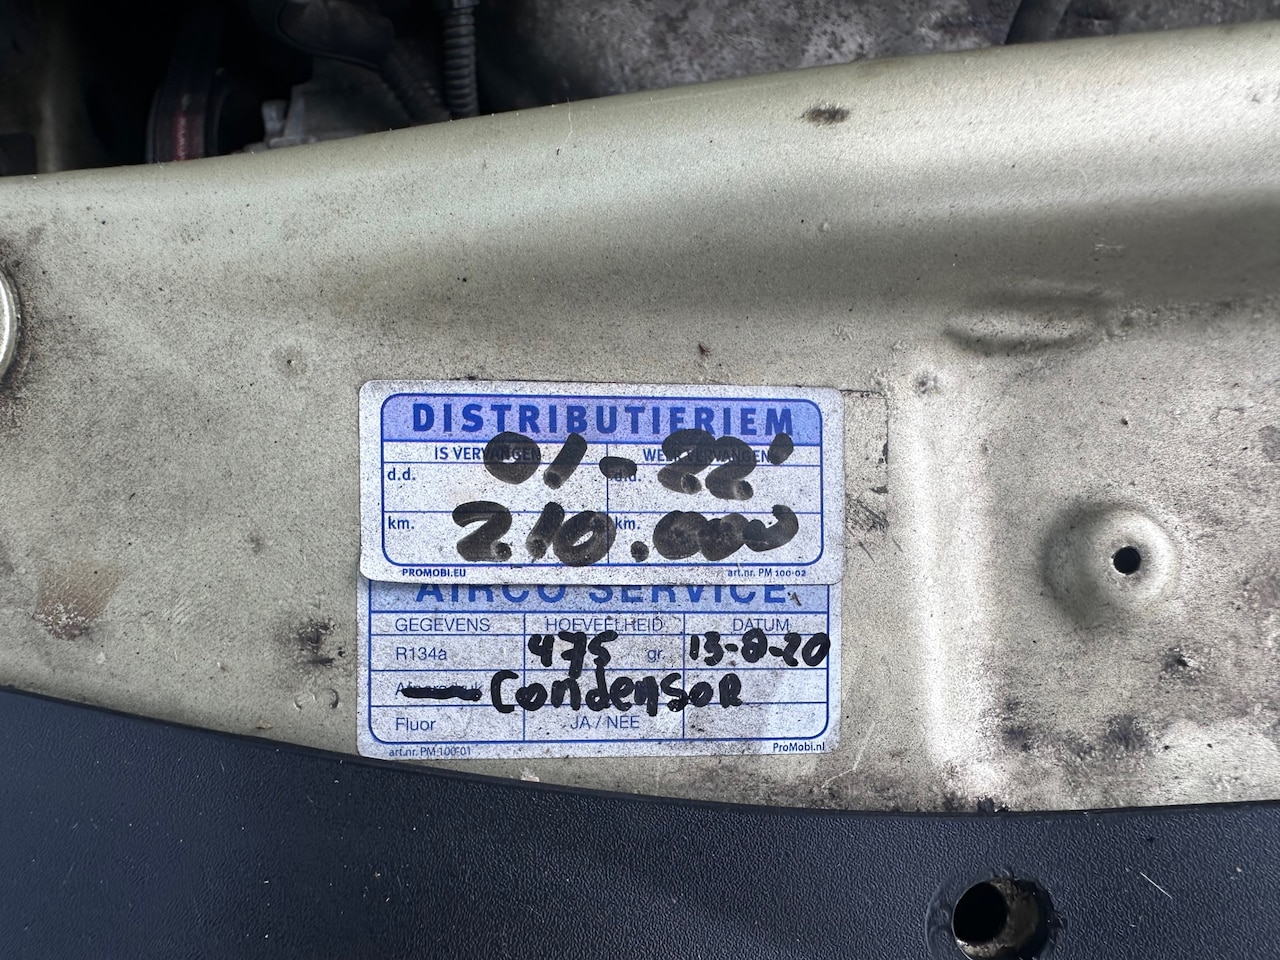 DISTRIBUTIERIEM
IS VERVANGEN WEER VERVANGEN
d.d. 01-22' d.d.
km. 210.000 km.
PROMOBI.EU art.nr. PM 100-02
AIRCO SERVICE
GEGEVENS HOEVEELHEID DATUM
R134a 475 gr. 13-8-20
Condensor
Fluor JA / NEE
art.nr. PM 100-01 ProMobi.nl